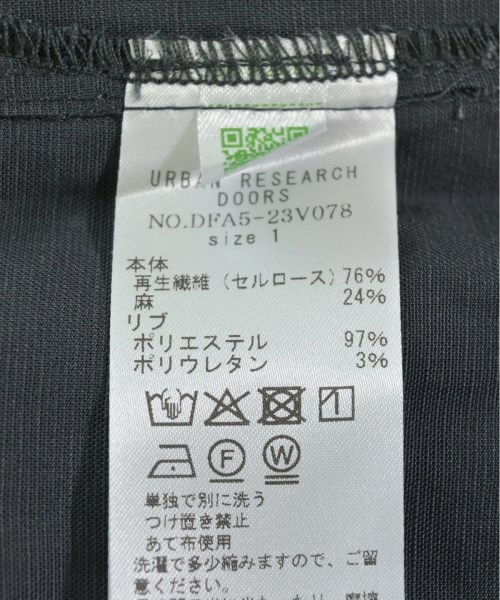 URBAN RESEARCH
DOORS
NO.DFA5-23V078
size 1
本体
再生繊維(セルロース)76%
麻 24%
リブ
ポリエステル 97%
ポリウレタン 3%
F
W
単独で別に洗う
つけ置き禁止
あて布使用
洗濯で多少縮みますので、ご留
意ください。